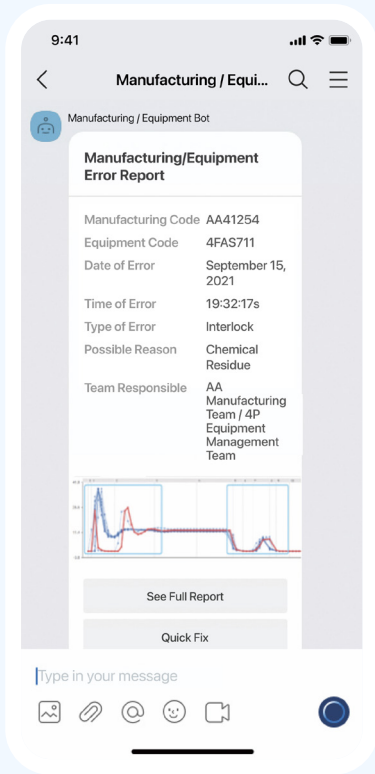 9:41
Manufacturing / Equi...
Manufacturing / Equipment Bot
Manufacturing/Equipment
Error Report
Manufacturing Code AA41254
Equipment Code 4FAS711
Date of Error September 15,
2021
Time of Error 19:32:17s
Type of Error Interlock
Possible Reason Chemical
Residue
Team Responsible AA
Manufacturing
Team / 4P
Equipment
Management
Team
See Full Report
Quick Fix
Type in your message